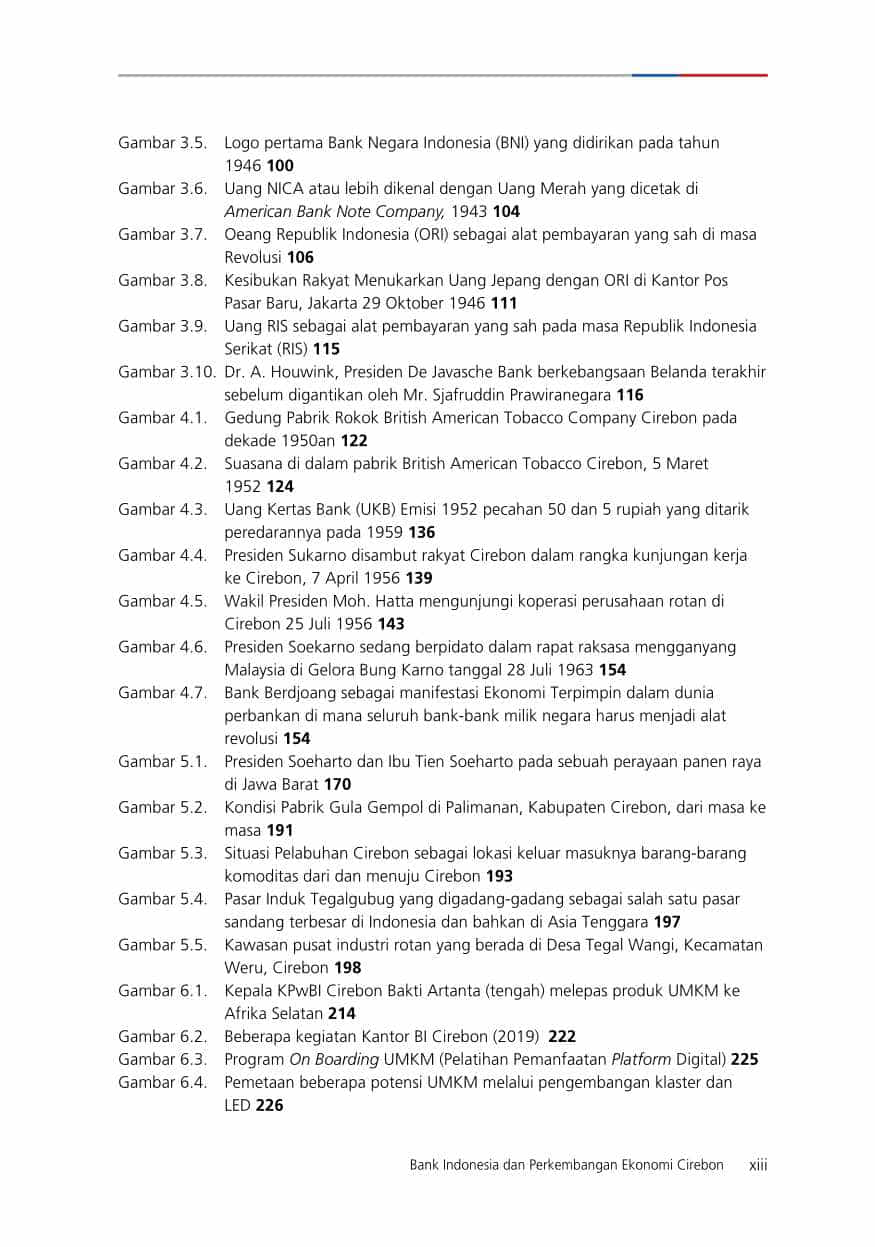 Gambar 3.5. Logo pertama Bank Negara Indonesia (BNI) yang didirikan pada tahun
1946 100
Gambar 3.6. Uang NICA atau lebih dikenal dengan Uang Merah yang dicetak di
American Bank Note Company, 1943 104
Gambar 3.7. Oeang Republik Indonesia (ORI) sebagai alat pembayaran yang sah di masa
Revolusi 106
Gambar 3.8. Kesibukan Rakyat Menukarkan Uang Jepang dengan ORI di Kantor Pos
Pasar Baru, Jakarta 29 Oktober 1946 111
Gambar 3.9. Uang RIS sebagai alat pembayaran yang sah pada masa Republik Indonesia
Serikat (RIS) 115
Gambar 3.10. Dr. A. Houwink, Presiden De Javasche Bank berkebangsaan Belanda terakhir
sebelum digantikan oleh Mr. Sjafruddin Prawiranegara 116
Gambar 4.1. Gedung Pabrik Rokok British American Tobacco Company Cirebon pada
dekade 1950an 122
Gambar 4.2. Suasana di dalam pabrik British American Tobacco Cirebon, 5 Maret
1952 124
Gambar 4.3. Uang Kertas Bank (UKB) Emisi 1952 pecahan 50 dan 5 rupiah yang ditarik
peredarannya pada 1959 136
Gambar 4.4. Presiden Sukarno disambut rakyat Cirebon dalam rangka kunjungan kerja
ke Cirebon, 7 April 1956 139
Gambar 4.5. Wakil Presiden Moh. Hatta mengunjungi koperasi perusahaan rotan di
Cirebon 25 Juli 1956 143
Gambar 4.6. Presiden Soekarno sedang berpidato dalam rapat raksasa mengganyang
Malaysia di Gelora Bung Karno tanggal 28 Juli 1963 154
Gambar 4.7. Bank Berdjoang sebagai manifestasi Ekonomi Terpimpin dalam dunia
perbankan di mana seluruh bank-bank milik negara harus menjadi alat
revolusi 154
Gambar 5.1. Presiden Soeharto dan Ibu Tien Soeharto pada sebuah perayaan panen raya
di Jawa Barat 170
Gambar 5.2. Kondisi Pabrik Gula Gempol di Palimanan, Kabupaten Cirebon, dari masa ke
masa 191
Gambar 5.3. Situasi Pelabuhan Cirebon sebagai lokasi keluar masuknya barang-barang
komoditas dari dan menuju Cirebon 193
Gambar 5.4. Pasar Induk Tegalgubug yang digadang-gadang sebagai salah satu pasar
sandang terbesar di Indonesia dan bahkan di Asia Tenggara 197
Gambar 5.5. Kawasan pusat industri rotan yang berada di Desa Tegal Wangi, Kecamatan
Weru, Cirebon 198
Gambar 6.1. Kepala KPwBI Cirebon Bakti Artanta (tengah) melepas produk UMKM ke
Afrika Selatan 214
Gambar 6.2. Beberapa kegiatan Kantor BI Cirebon (2019) 222
Gambar 6.3. Program On Boarding UMKM (Pelatihan Pemanfaatan Platform Digital) 225
Gambar 6.4. Pemetaan beberapa potensi UMKM melalui pengembangan klaster dan
LED 226
Bank Indonesia dan Perkembangan Ekonomi Cirebon xiii